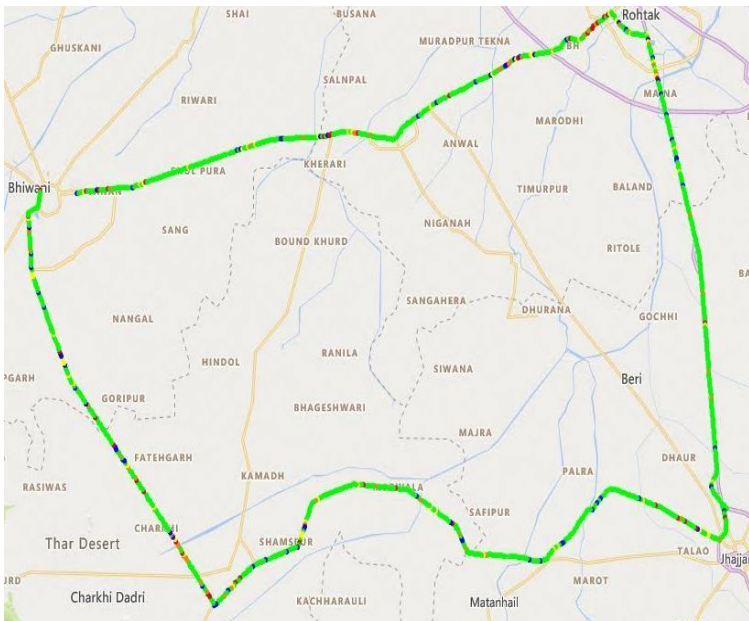 SHAI
BUSANA
Rohtak
GHUSKANI
MURADPUR TEKNA
SALNPAL
RIWARI
MARODHI
ANWAL
KHERARI
Bhiwani
TIMURPUR
BALAND
SANG
NIGANAH
BOUND KHURD
RITOLE
SANGAHERA
DHURANA
GOCHHI
NANGAL
RANILA
HINDOL
SIWANA
Beri
GORIPUR
BHAGESHWARI
MAJRA
FATEHGARH
DHAUR
KAMADH
PALRA
RASIWAS
SAFIPUR
SHAMSPUR
Thar Desert
TALAO
Jhajjar
MAROT
Charkhi Dadri
KACHHARAULI
Matanhail